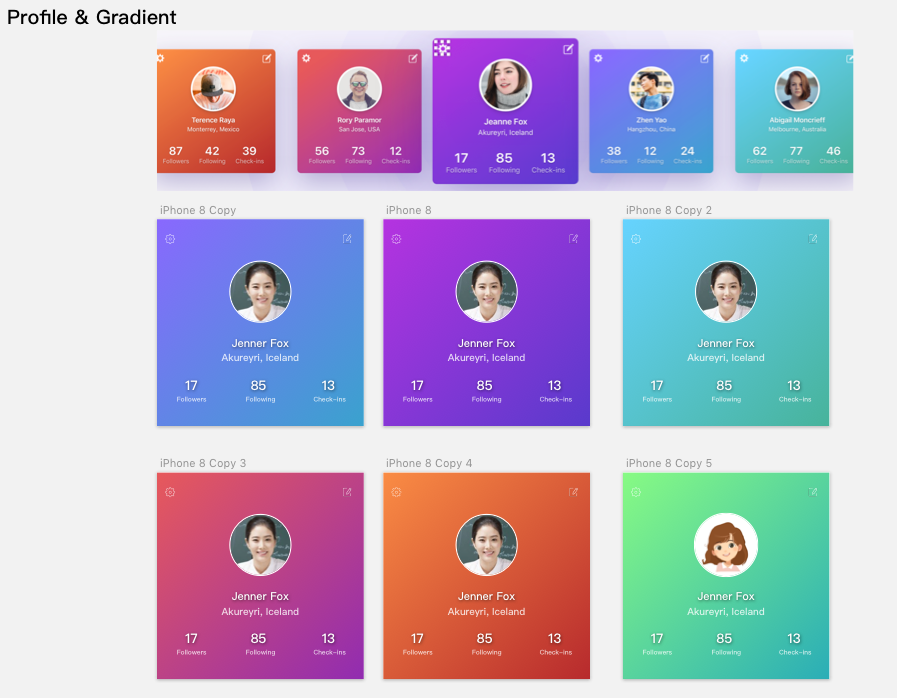 Profile & Gradient
Terence Raya
Monterrey, Mexico
87 42 39
Followers Following Check-ins
Rory Paramor
San Jose, USA
56 73 12
Followers Following Check-ins
Jeanne Fox
Akureyri, Iceland
17 85 13
Followers Following Check-ins
Zhen Yao
Hangzhou, China
38 12 24
Followers Following Check-ins
Abigail Moncrieff
Melbourne, Australia
62 77 46
Followers Following Check-ins
iPhone 8 Copy
Jenner Fox
Akureyri, Iceland
17 85 13
Followers Following Check-ins
iPhone 8
Jenner Fox
Akureyri, Iceland
17 85 13
Followers Following Check-ins
iPhone 8 Copy 2
Jenner Fox
Akureyri, Iceland
17 85 13
Followers Following Check-ins
iPhone 8 Copy 3
Jenner Fox
Akureyri, Iceland
17 85 13
Followers Following Check-ins
iPhone 8 Copy 4
Jenner Fox
Akureyri, Iceland
17 85 13
Followers Following Check-ins
iPhone 8 Copy 5
Jenner Fox
Akureyri, Iceland
17 85 13
Followers Following Check-ins